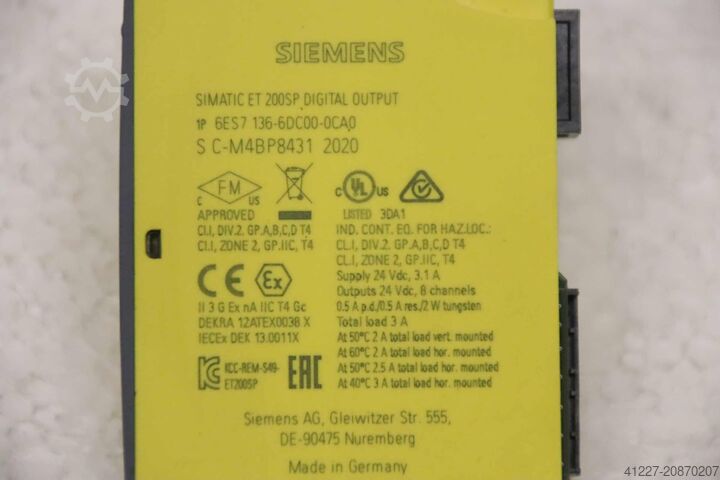 SIEMENS
SIMATIC ET 200SP DIGITAL OUTPUT
1P 6ES7 136-6DC00-0CA0
S C-M4BP8431 2020
FM
C US
APPROVED
C UL US
LISTED 3DA1
CL.I, DIV.2. GP.A,B,C,D T4
CL.I, ZONE 2, GP.IIC, T4
IND. CONT. EQ. FOR HAZ.LOC.:
CL.I, DIV.2, GP.A,B,C,D T4
CL.I, ZONE 2, GP.IIC, T4
CE Ex
Supply 24 Vdc, 3.1 A
Outputs 24 Vdc, 8 channels
0.5 A p.d./0.5 A res./2 W tungsten
Total load 3 A
At 50°C 2 A total load vert. mounted
At 60°C 2 A total load hor. mounted
At 50°C 2.5 A total load hor. mounted
At 40°C 3 A total load hor. mounted
II 3 G Ex nA IIC T4 Gc
DEKRA 12ATEX0038 X
IECEx DEK 13.0011X
KCC-REM-S49-
ET200SP
EAC
Siemens AG, Gleiwitzer Str. 555,
DE-90475 Nuremberg
Made in Germany
41227-20870207